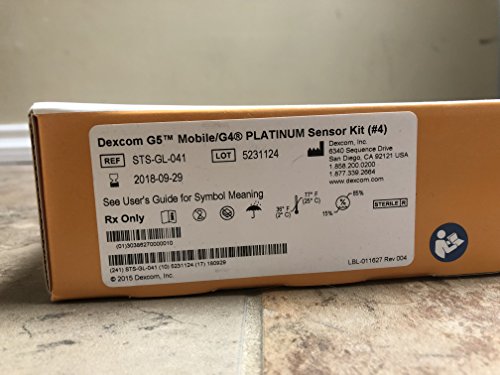 Dexcom G5™ Mobile/G4® PLATINUM Sensor Kit (#4)
REF STS-GL-041 LOT 5231124
Dexcom, Inc.
6340 Sequence Drive
San Diego, CA 92121 USA
1.858.200.0200
1.877.339.2664
www.dexcom.com
2018-09-29
See User's Guide for Symbol Meaning
Rx Only
36° F
(2° C)
77° F
(25° C)
15%
85%
STERILE R
(01)00386270000010
(241) STS-GL-041 (10) 5231124 (17) 180929
© 2015 Dexcom, Inc.
LBL-011627 Rev 004